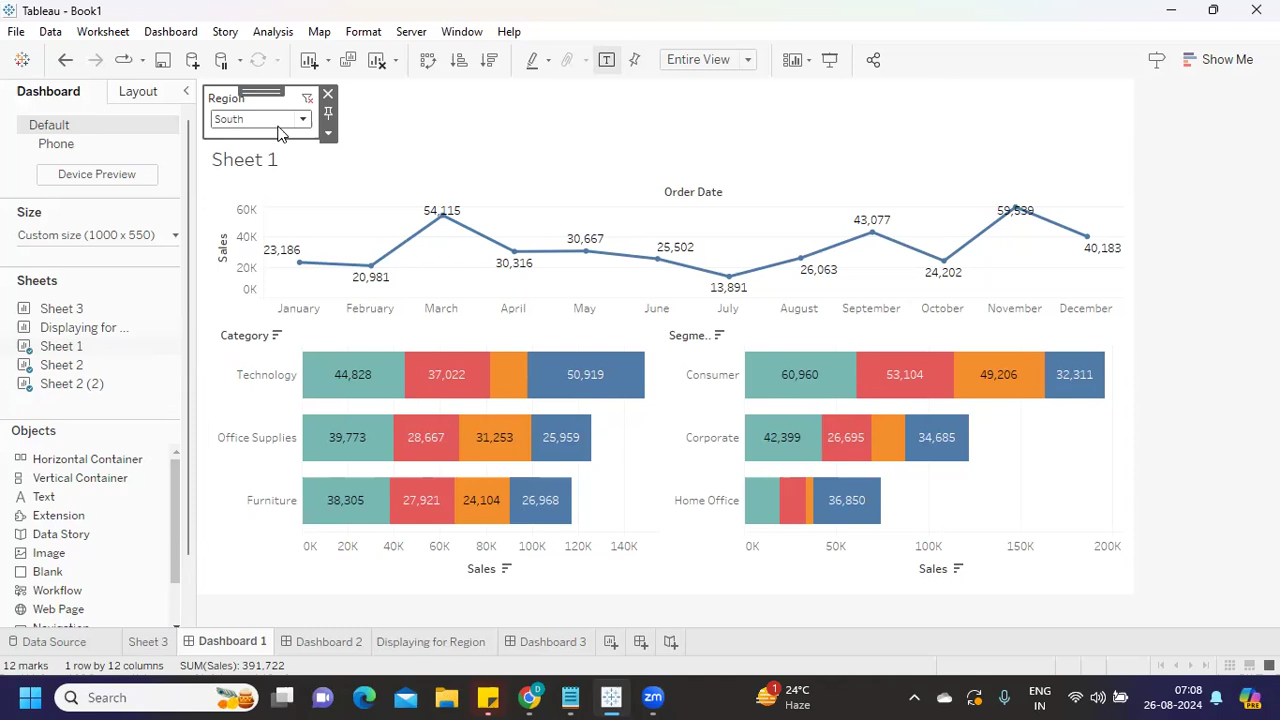 Tableau - Book1
File Data Worksheet Dashboard Story Analysis Map Format Server Window Help
Entire View
Show Me
Dashboard Layout
Default
Phone
Device Preview
Size
Custom size (1000 x 550)
Sheets
Sheet 3
Displaying for ...
Sheet 1
Sheet 2
Sheet 2 (2)
Objects
Horizontal Container
Vertical Container
Text
Extension
Data Story
Image
Blank
Workflow
Web Page
Region
South
Sheet 1
Order Date
Sales
60K
40K
20K
0K
23,186 20,981 54,115 30,316 30,667 25,502 13,891 26,063 43,077 24,202 59,539 40,183
January February March April May June July August September October November December
Category
Technology 44,828 37,022 50,919
Office Supplies 39,773 28,667 31,253 25,959
Furniture 38,305 27,921 24,104 26,968
0K 20K 40K 60K 80K 100K 120K 140K
Sales
Segme..
Consumer 60,960 53,104 49,206 32,311
Corporate 42,399 26,695 34,685
Home Office 36,850
0K 50K 100K 150K 200K
Sales
Data Source Sheet 3 Dashboard 1 Dashboard 2 Displaying for Region Dashboard 3
12 marks 1 row by 12 columns SUM(Sales): 391,722
Search
1
24°C
Haze
ENG
IN
07:08
26-08-2024